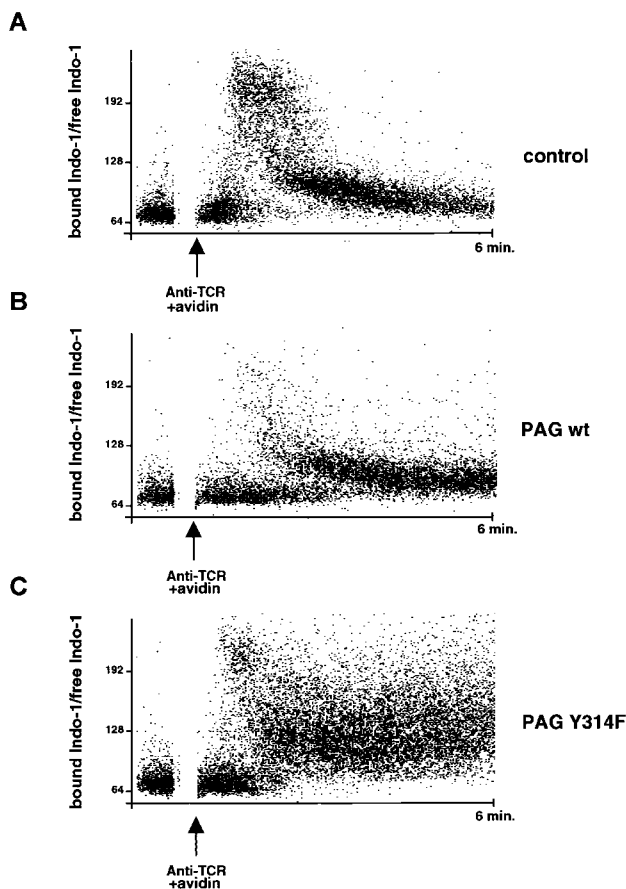 A
bound Indo-1/free Indo-1
192
128
64
control
6 min.
Anti-TCR
+avidin
B
bound Indo-1/free Indo-1
192
128
64
PAG wt
6 min.
Anti-TCR
+avidin
C
bound Indo-1/free Indo-1
192
128
64
PAG Y314F
6 min.
Anti-TCR
+avidin